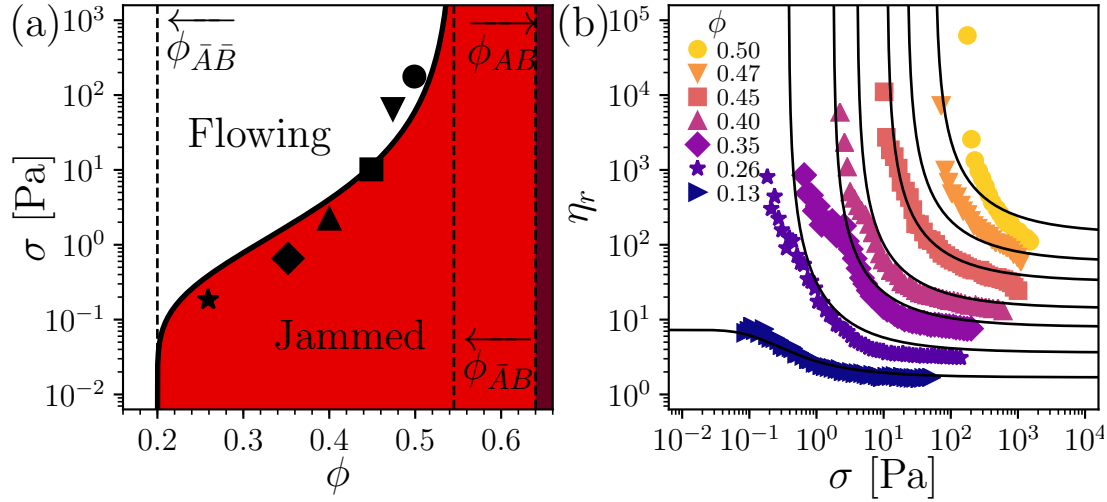 (a)
σ [Pa]
10² 
10¹
10⁰
10⁻¹
10⁻²
←
ϕ_{ĀB̄}
→
ϕ_{AB}
Flowing
Jammed
←
ϕ_{ĀB}
0.2 0.3 0.4 0.5 0.6
ϕ
(b)
η_r
10⁵
10⁴
10³
10²
10¹
10⁰
ϕ
0.50
0.47
0.45
0.40
0.35
0.26
0.13
10⁻² 10⁻¹ 10⁰ 10¹ 10² 10³ 10⁴
σ [Pa]